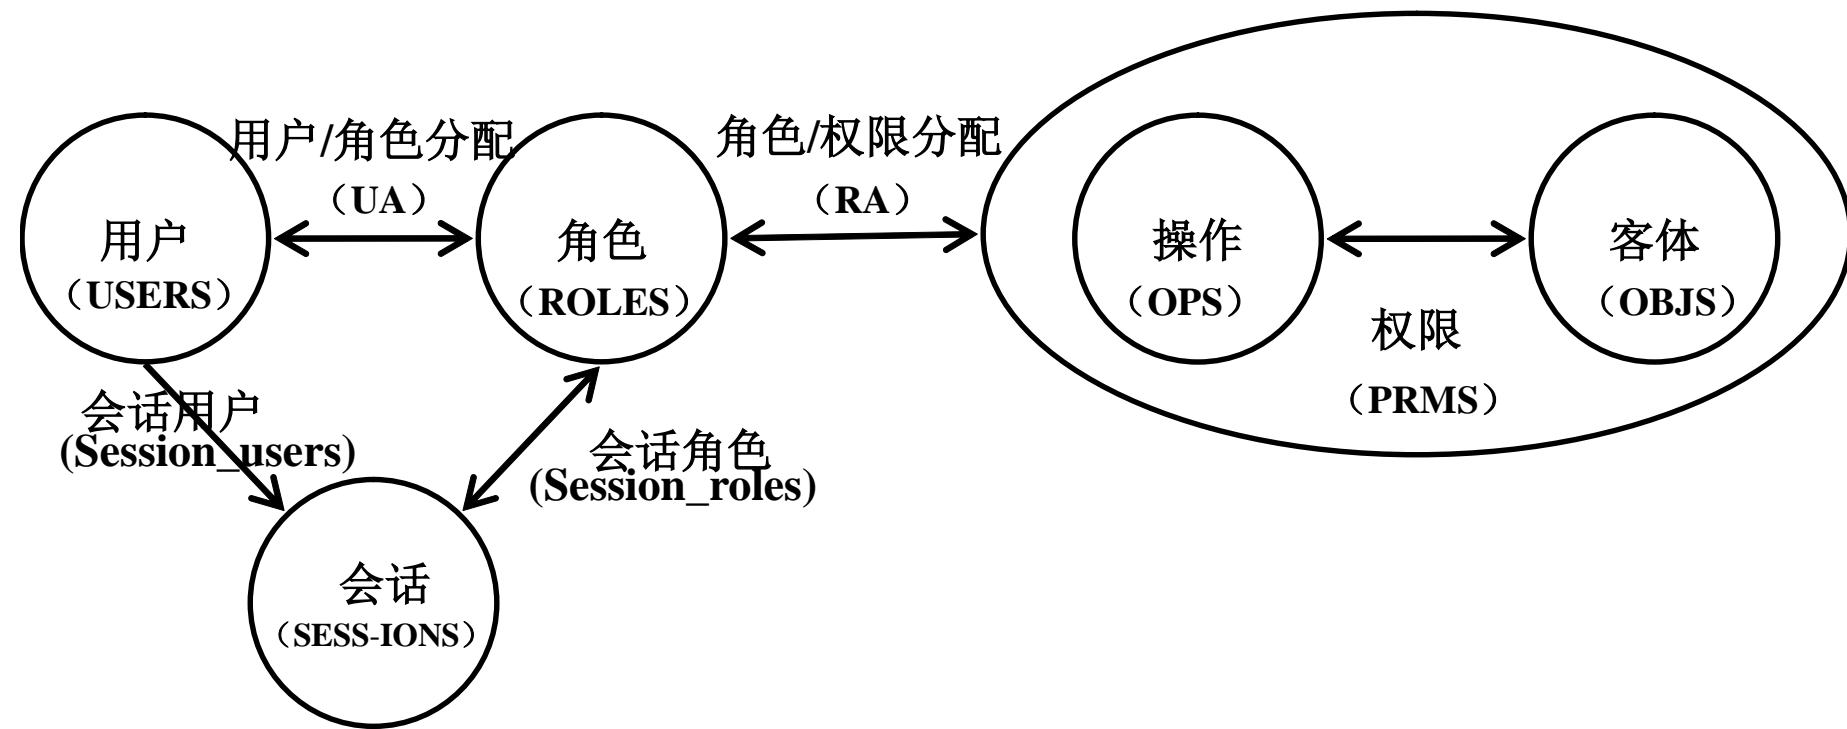 用户/角色分配
（UA）
角色/权限分配
（RA）
用户
（USERS）
角色
（ROLES）
操作
（OPS）
客体
（OBJS）
权限
（PRMS）
会话用户
(Session_users)
会话角色
(Session_roles)
会话
（SESS-IONS）